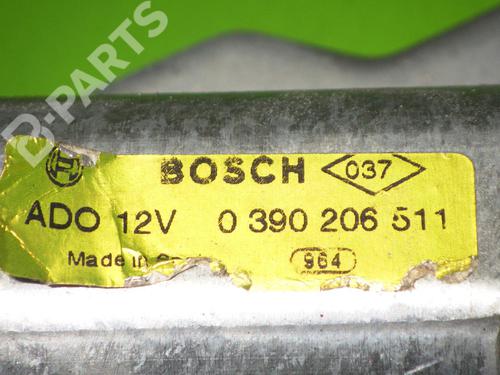 B-PARTS
BOSCH 037
ADO 12V 0 390 206 511
Made in
964